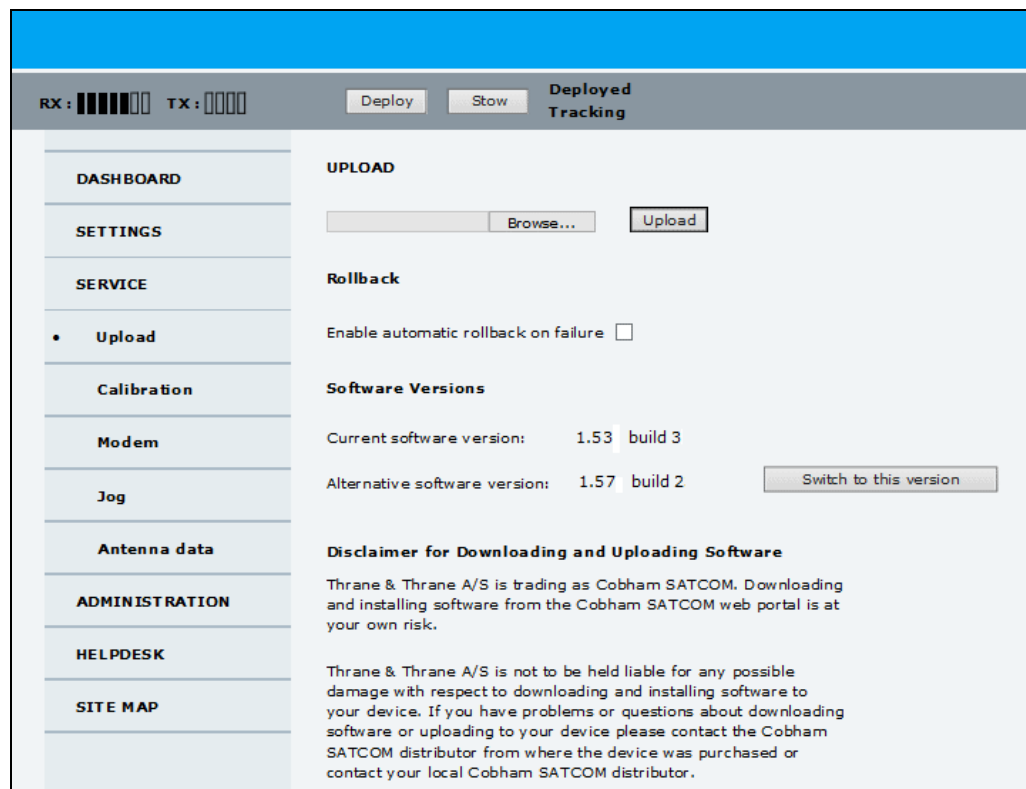 RX: TX: Deploy Stow Deployed
Tracking
DASHBOARD
SETTINGS
SERVICE
• Upload
Calibration
Modem
Jog
Antenna data
ADMINISTRATION
HELPDESK
SITE MAP
UPLOAD
Browse... Upload
Rollback
Enable automatic rollback on failure
Software Versions
Current software version: 1.53 build 3
Alternative software version: 1.57 build 2 Switch to this version
Disclaimer for Downloading and Uploading Software
Thrane & Thrane A/S is trading as Cobham SATCOM. Downloading
and installing software from the Cobham SATCOM web portal is at
your own risk.
Thrane & Thrane A/S is not to be held liable for any possible
damage with respect to downloading and installing software to
your device. If you have problems or questions about downloading
software or uploading to your device please contact the Cobham
SATCOM distributor from where the device was purchased or
contact your local Cobham SATCOM distributor.